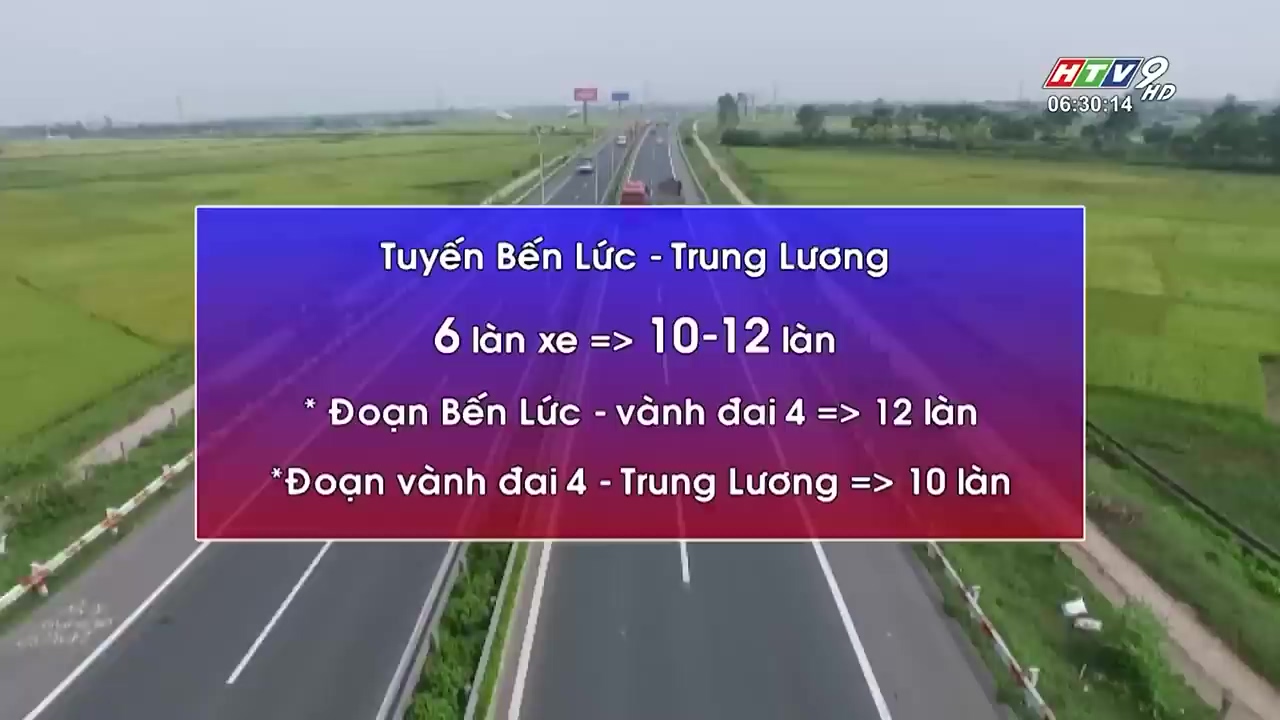 HTV9 HD
06:30:14
Tuyến Bến Lức - Trung Lương
6 làn xe => 10-12 làn
* Đoạn Bến Lức - vành đai 4 => 12 làn
*Đoạn vành đai 4 - Trung Lương => 10 làn